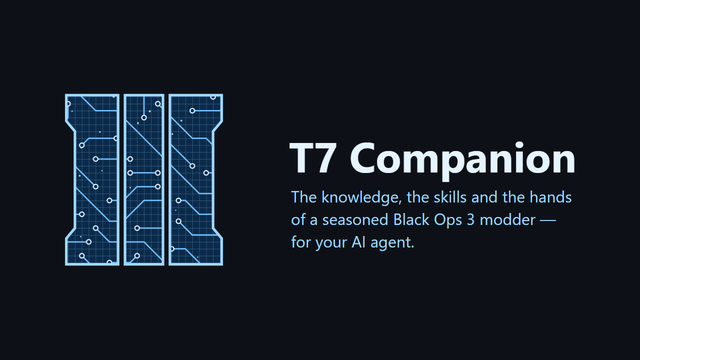 T7 Companion
The knowledge, the skills and the hands
of a seasoned Black Ops 3 modder —
for your AI agent.